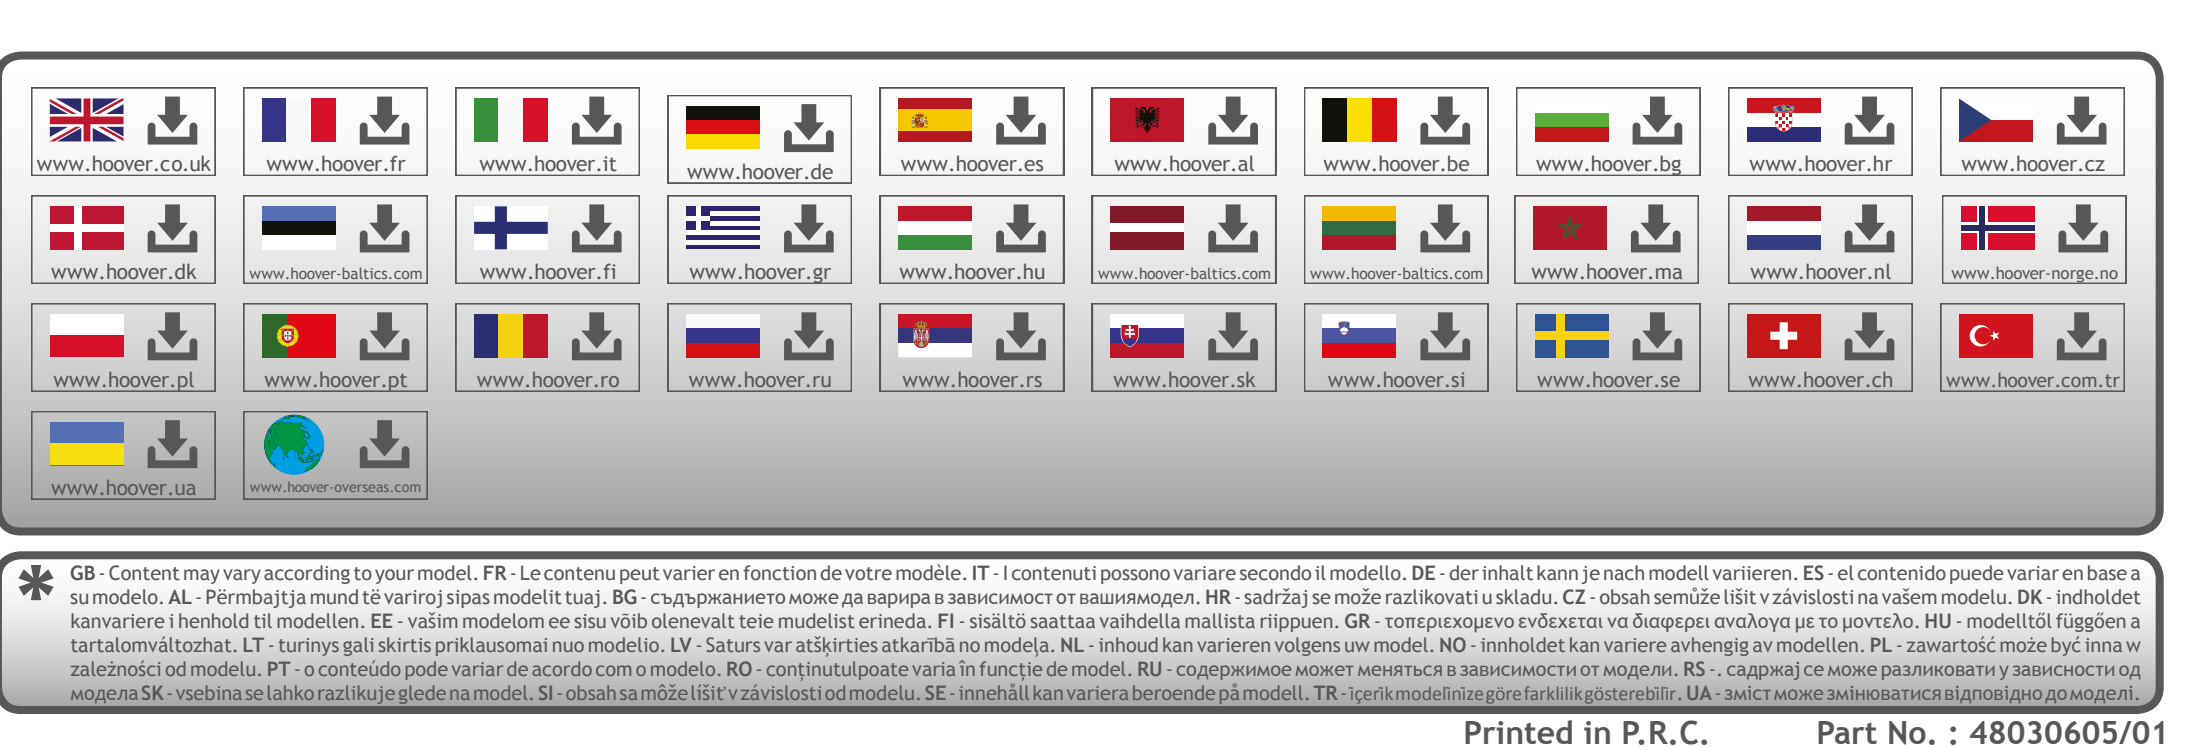 www.hoover.co.uk www.hoover.fr www.hoover.it www.hoover.de www.hoover.es www.hoover.al www.hoover.be www.hoover.bg www.hoover.hr www.hoover.cz
www.hoover.dk www.hoover-baltics.com www.hoover.fi www.hoover.gr www.hoover.hu www.hoover-baltics.com www.hoover-baltics.com www.hoover.ma www.hoover.nl www.hoover-norge.no
www.hoover.pl www.hoover.pt www.hoover.ro www.hoover.ru www.hoover.rs www.hoover.sk www.hoover.si www.hoover.se www.hoover.ch www.hoover.com.tr
www.hoover.ua www.hoover-overseas.com
* GB - Content may vary according to your model. FR - Le contenu peut varier en fonction de votre modèle. IT - I contenuti possono variare secondo il modello. DE - der inhalt kann je nach modell variieren. ES - el contenido puede variar en base a
su modelo. AL - Përmbajtja mund të variroj sipas modelit tuaj. BG - съдържанието може да варира в зависимост от вашиямодел. HR - sadržaj se može razlikovati u skladu. CZ - obsah semůže lišit v závislosti na vašem modelu. DK - indholdet
kanvariere i henhold til modellen. EE - vašim modelom ee sisu võib olenevalt teie mudelist erineda. FI - sisältö saattaa vaihdella mallista riippuen. GR - τοπεριεχομενο ενδεχεται να διαφερει αναλογα με το μοντελο. HU - modelltől függően a
tartalomváltozhat. LT - turinys gali skirtis priklausomai nuo modelio. LV - Saturs var atšķirties atkarībā no modeļa. NL - inhoud kan varieren volgens uw model. NO - innholdet kan variere avhengig av modellen. PL - zawartość może być inna w
zależności od modelu. PT - o conteúdo pode variar de acordo com o modelo. RO - conținutulpoate varia în funcție de model. RU - содержимое может меняться в зависимости от модели. RS -. садржај се може разликовати у зависности од
модела SK - vsebina se lahko razlikuje glede na model. SI - obsah sa môže líšiť v závislosti od modelu. SE - innehåll kan variera beroende på modell. TR - içerik modelinize göre farklilik gösterebilir. UA - зміст може змінюватися відповідно до моделі.
Printed in P.R.C. Part No. : 48030605/01